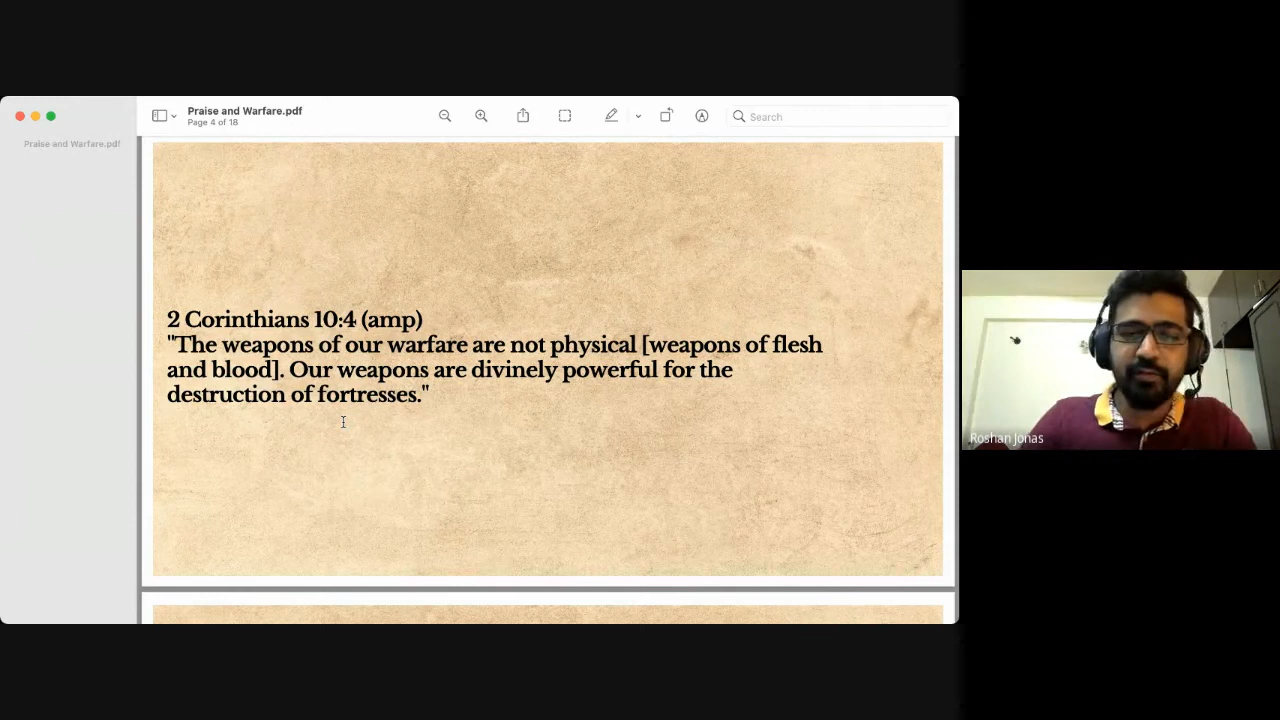 Praise and Warfare.pdf
Page 4 of 18
Search
Praise and Warfare.pdf
2 Corinthians 10:4 (amp)
"The weapons of our warfare are not physical [weapons of flesh
and blood]. Our weapons are divinely powerful for the
destruction of fortresses."
Roshan Jonas